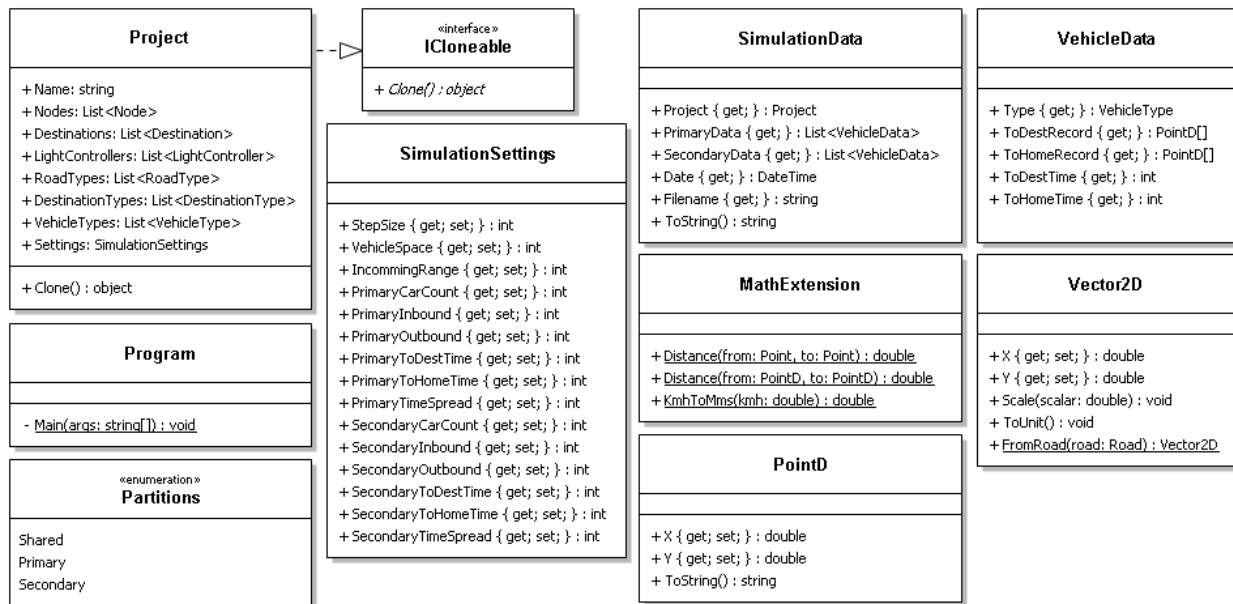 Project
+ Name: string
+ Nodes: List<Node>
+ Destinations: List<Destination>
+ LightControllers: List<LightController>
+ RoadTypes: List<RoadType>
+ DestinationTypes: List<DestinationType>
+ VehicleTypes: List<VehicleType>
+ Settings: SimulationSettings
+ Clone() : object
Program
- Main(args: string[]) : void
«enumeration»
Partitions
Shared
Primary
Secondary
«interface»
ICloneable
+ Clone() : object
SimulationSettings
+ StepSize { get; set; } : int
+ VehicleSpace { get; set; } : int
+ IncommingRange { get; set; } : int
+ PrimaryCarCount { get; set; } : int
+ PrimaryInbound { get; set; } : int
+ PrimaryOutbound { get; set; } : int
+ PrimaryToDestTime { get; set; } : int
+ PrimaryToHomeTime { get; set; } : int
+ PrimaryTimeSpread { get; set; } : int
+ SecondaryCarCount { get; set; } : int
+ SecondaryInbound { get; set; } : int
+ SecondaryOutbound { get; set; } : int
+ SecondaryToDestTime { get; set; } : int
+ SecondaryToHomeTime { get; set; } : int
+ SecondaryTimeSpread { get; set; } : int
SimulationData
+ Project { get; } : Project
+ PrimaryData { get; } : List<VehicleData>
+ SecondaryData { get; } : List<VehicleData>
+ Date { get; } : DateTime
+ Filename { get; } : string
+ ToString() : string
MathExtension
+ Distance(from: Point, to: Point) : double
+ Distance(from: PointD, to: PointD) : double
+ KmhToMms(kmh: double) : double
PointD
+ X { get; set; } : double
+ Y { get; set; } : double
+ ToString() : string
VehicleData
+ Type { get; } : VehicleType
+ ToDestRecord { get; } : PointD[]
+ ToHomeRecord { get; } : PointD[]
+ ToDestTime { get; } : int
+ ToHomeTime { get; } : int
Vector2D
+ X { get; set; } : double
+ Y { get; set; } : double
+ Scale(scalar: double) : void
+ ToUnit() : void
+ FromRoad(road: Road) : Vector2D